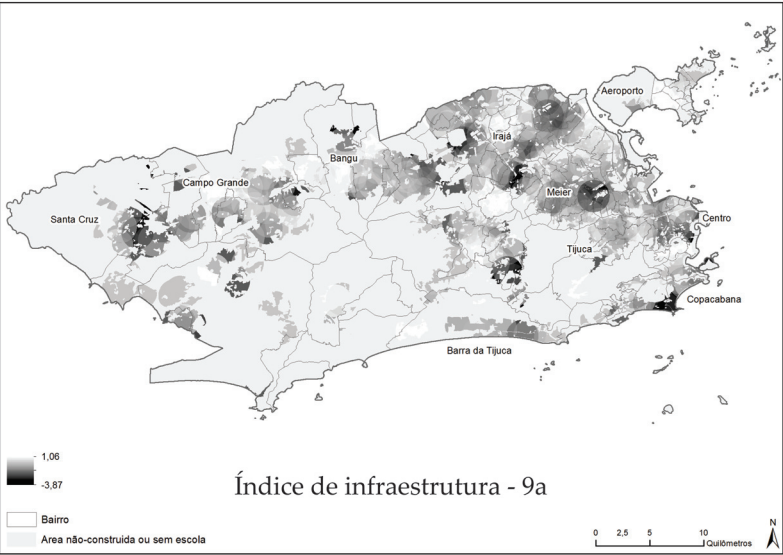 Aeroporto
Irajá
Bangu
Campo Grande
Meier
Santa Cruz
Centro
Tijuca
Copacabana
Barra da Tijuca
1,06
-3,87
Índice de infraestrutura - 9a
Bairro
Area não-construida ou sem escola
0 2,5 5 10
Quilômetros
N